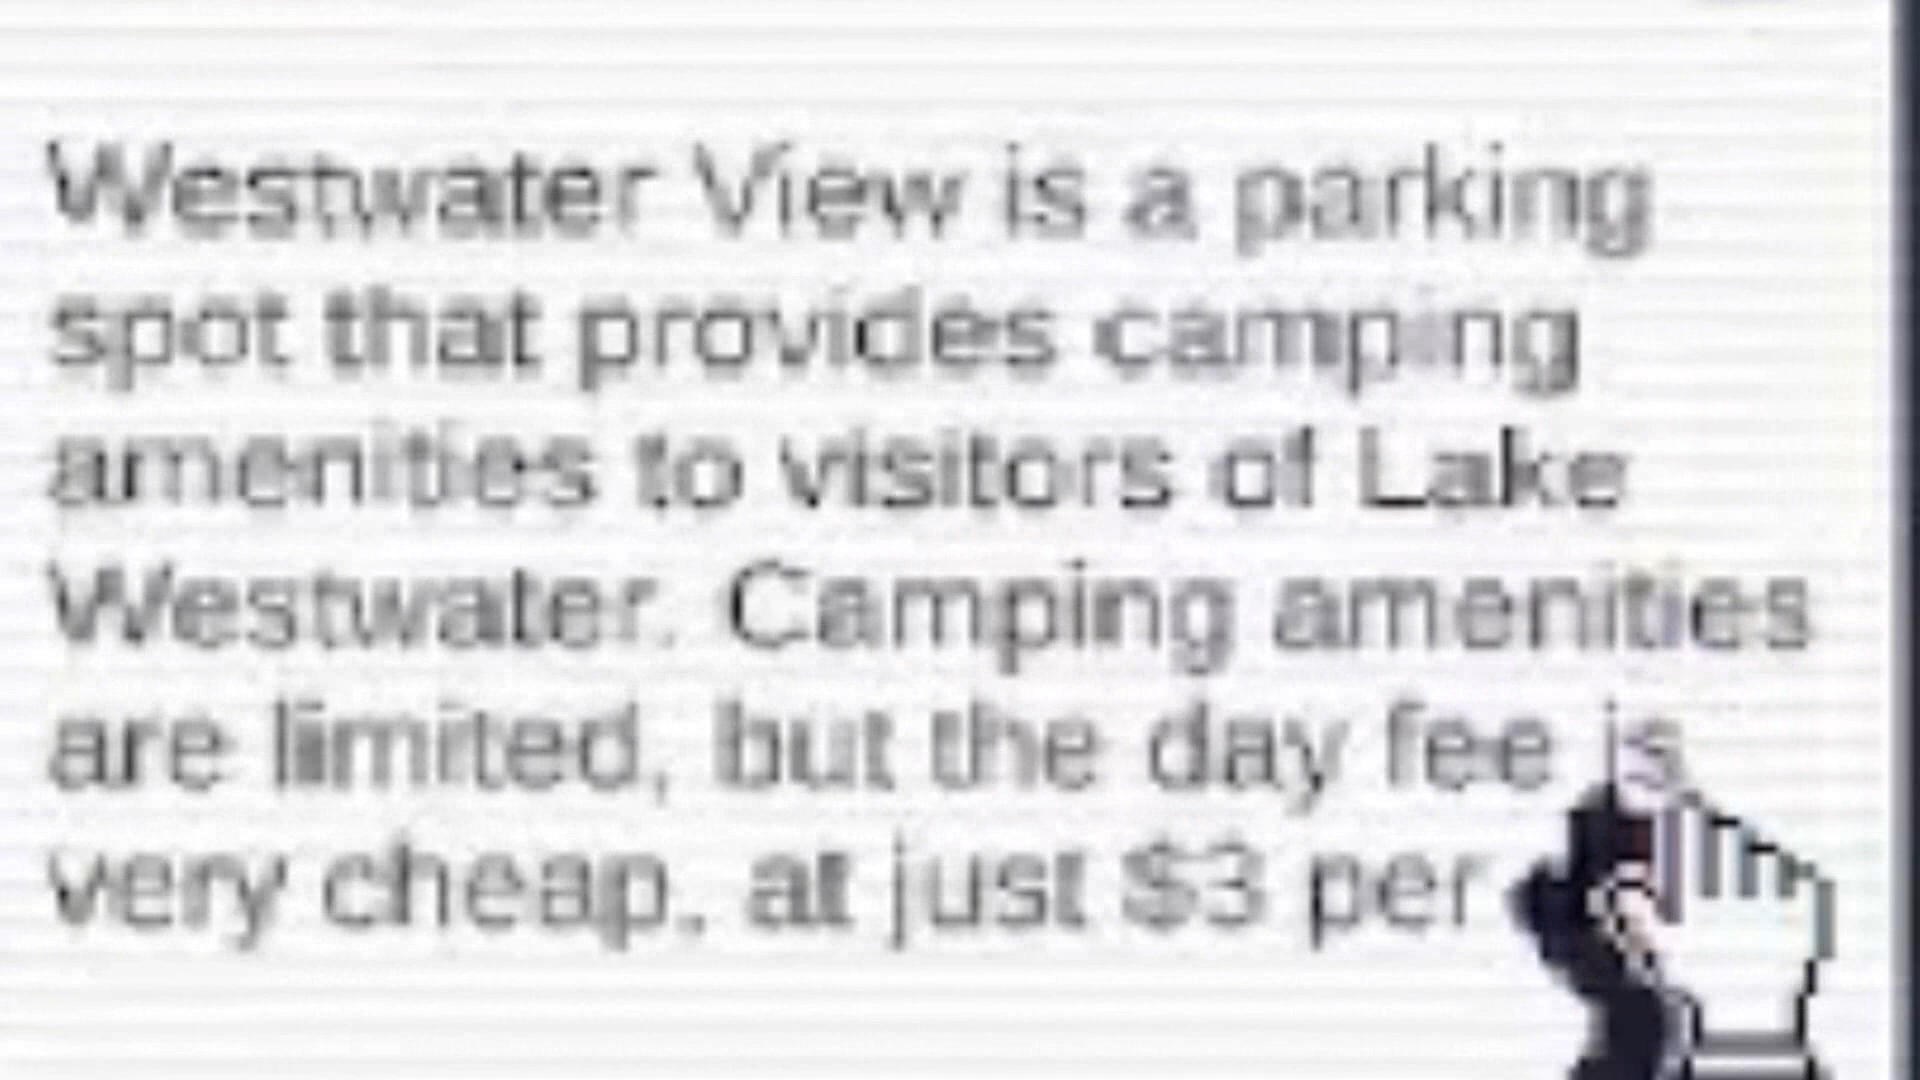 Westwater View is a parking
spot that provides camping
amenities to visitors of Lake
Westwater. Camping amenities
are limited, but the day fee is
very cheap, at just $3 per